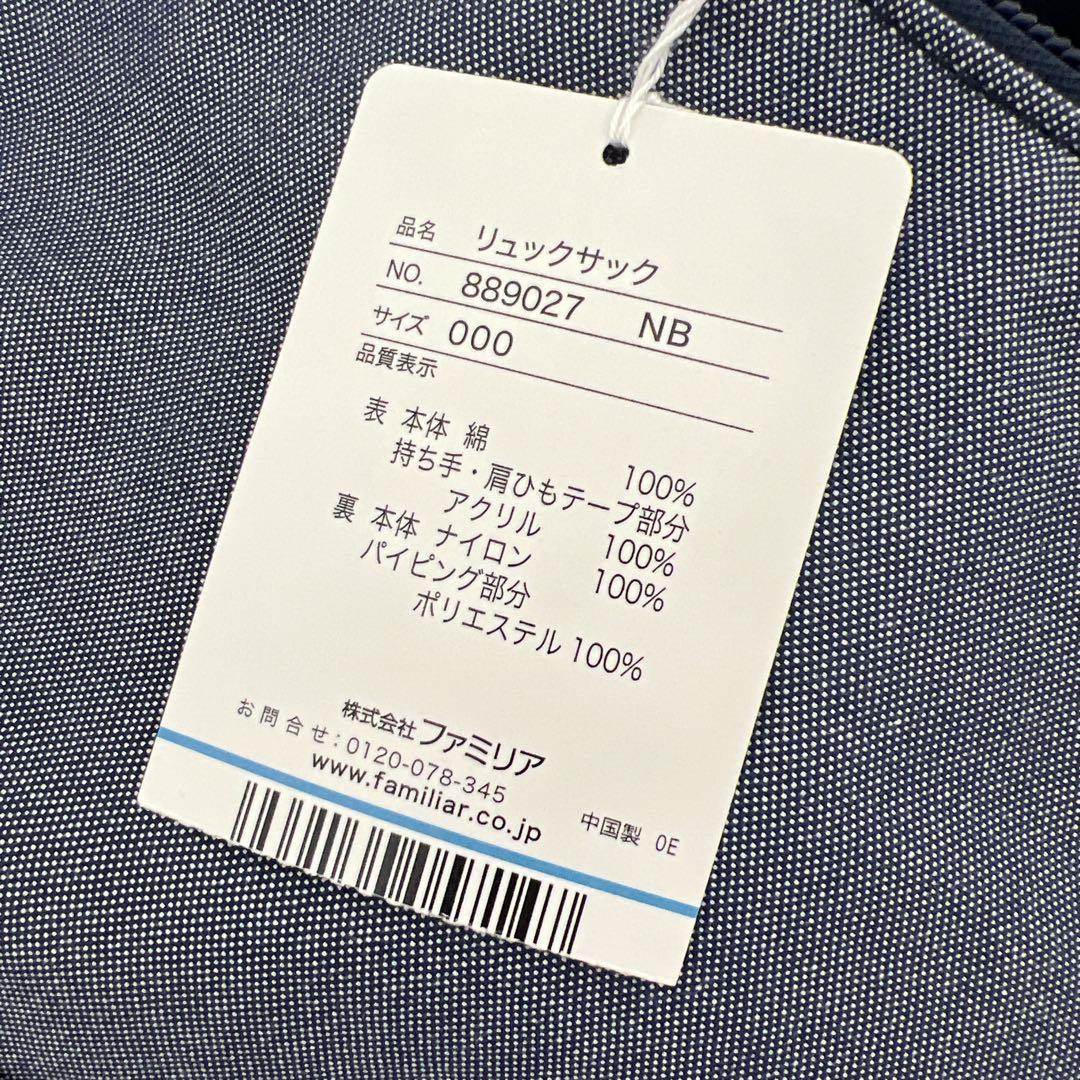 品名 リュックサック
NO. 889027 NB
サイズ 000
品質表示
表 本体 綿 100%
持ち手・肩ひもテープ部分
アクリル 100%
裏 本体 ナイロン 100%
パイピング部分
ポリエステル 100%
株式会社 ファミリア
お問合せ:0120-078-345
www.familiar.co.jp
中国製 0E